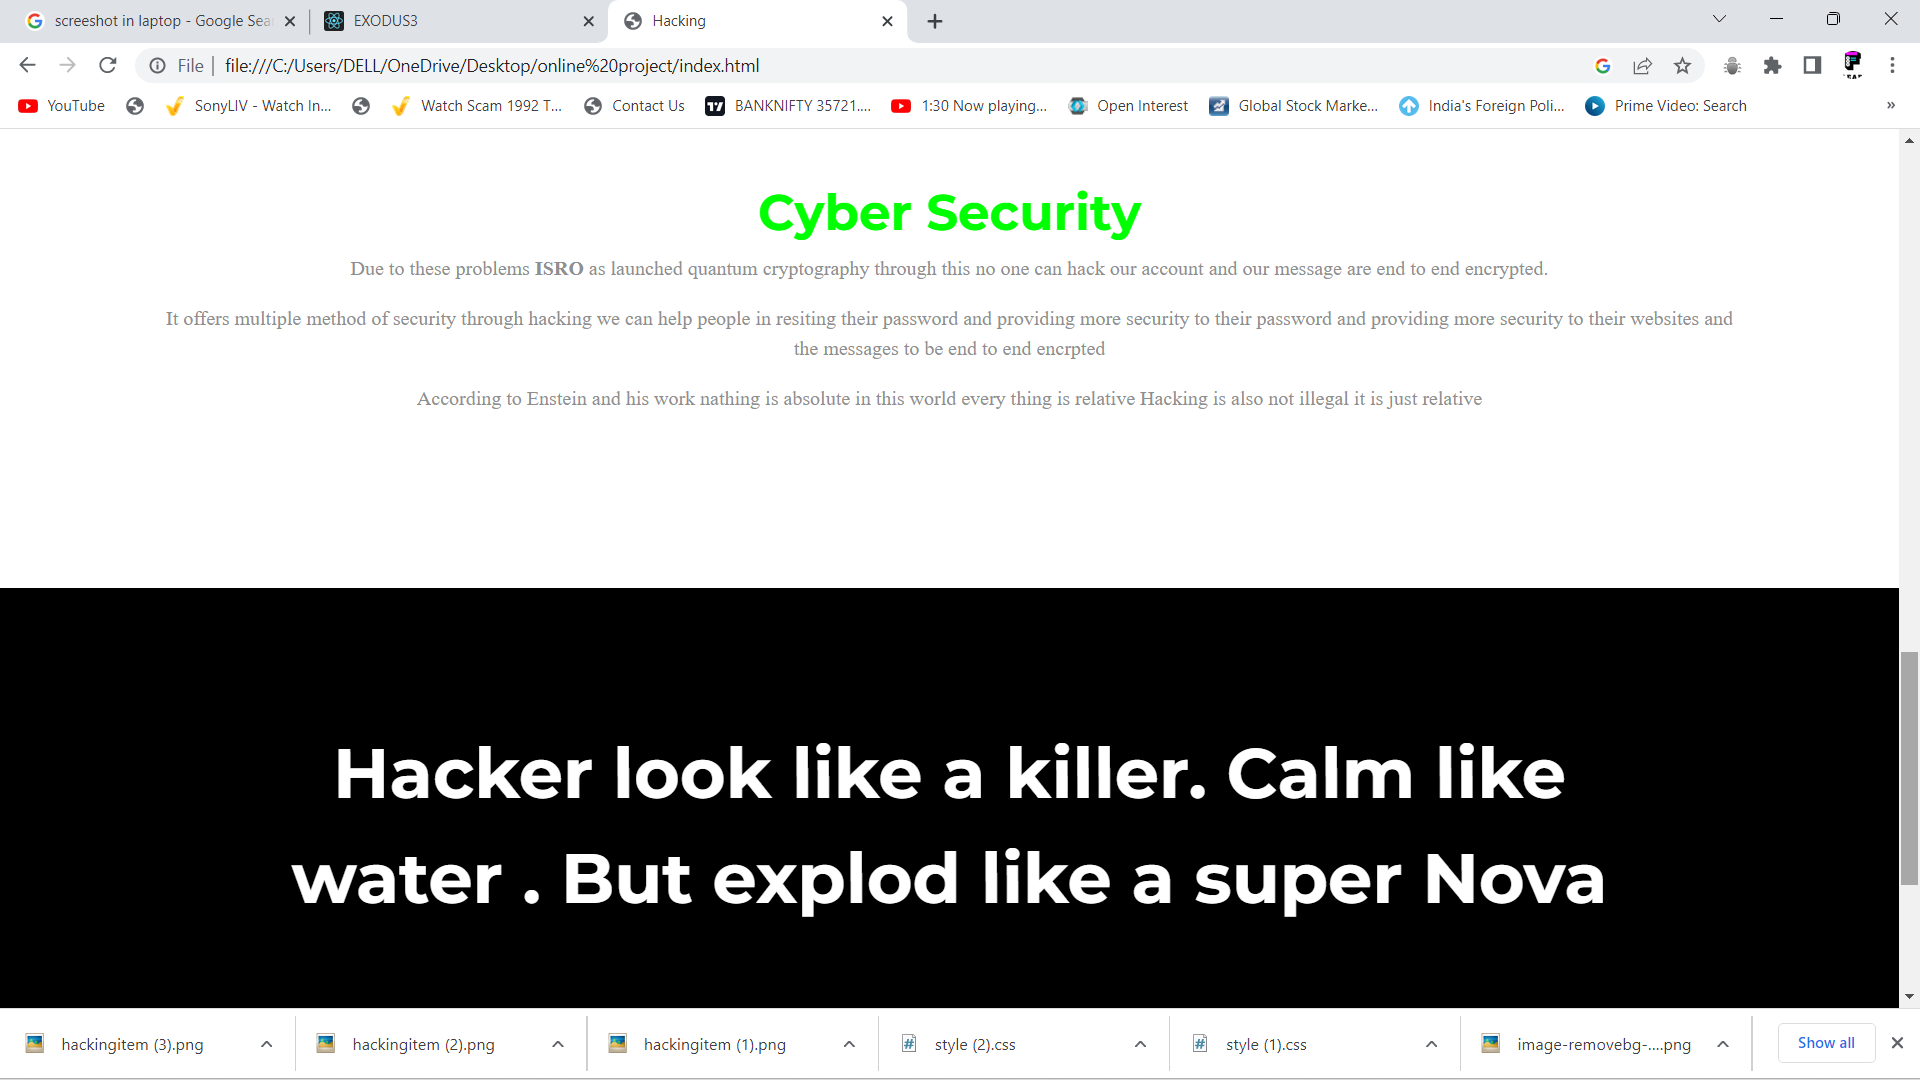 screeshot in laptop - Google Sea
EXODUS3
Hacking
File | file:///C:/Users/DELL/OneDrive/Desktop/online%20project/index.html
YouTube
SonyLIV - Watch In...
Watch Scam 1992 T...
Contact Us
BANKNIFTY 35721....
1:30 Now playing...
Open Interest
Global Stock Marke...
India's Foreign Poli...
Prime Video: Search
»
Cyber Security
Due to these problems ISRO as launched quantum cryptography through this no one can hack our account and our message are end to end encrypted.
It offers multiple method of security through hacking we can help people in resiting their password and providing more security to their password and providing more security to their websites and
the messages to be end to end encrpted
According to Enstein and his work nathing is absolute in this world every thing is relative Hacking is also not illegal it is just relative
Hacker look like a killer. Calm like
water . But explod like a super Nova
hackingitem (3).png
hackingitem (2).png
hackingitem (1).png
style (2).css
style (1).css
image-removebg-....png
Show all